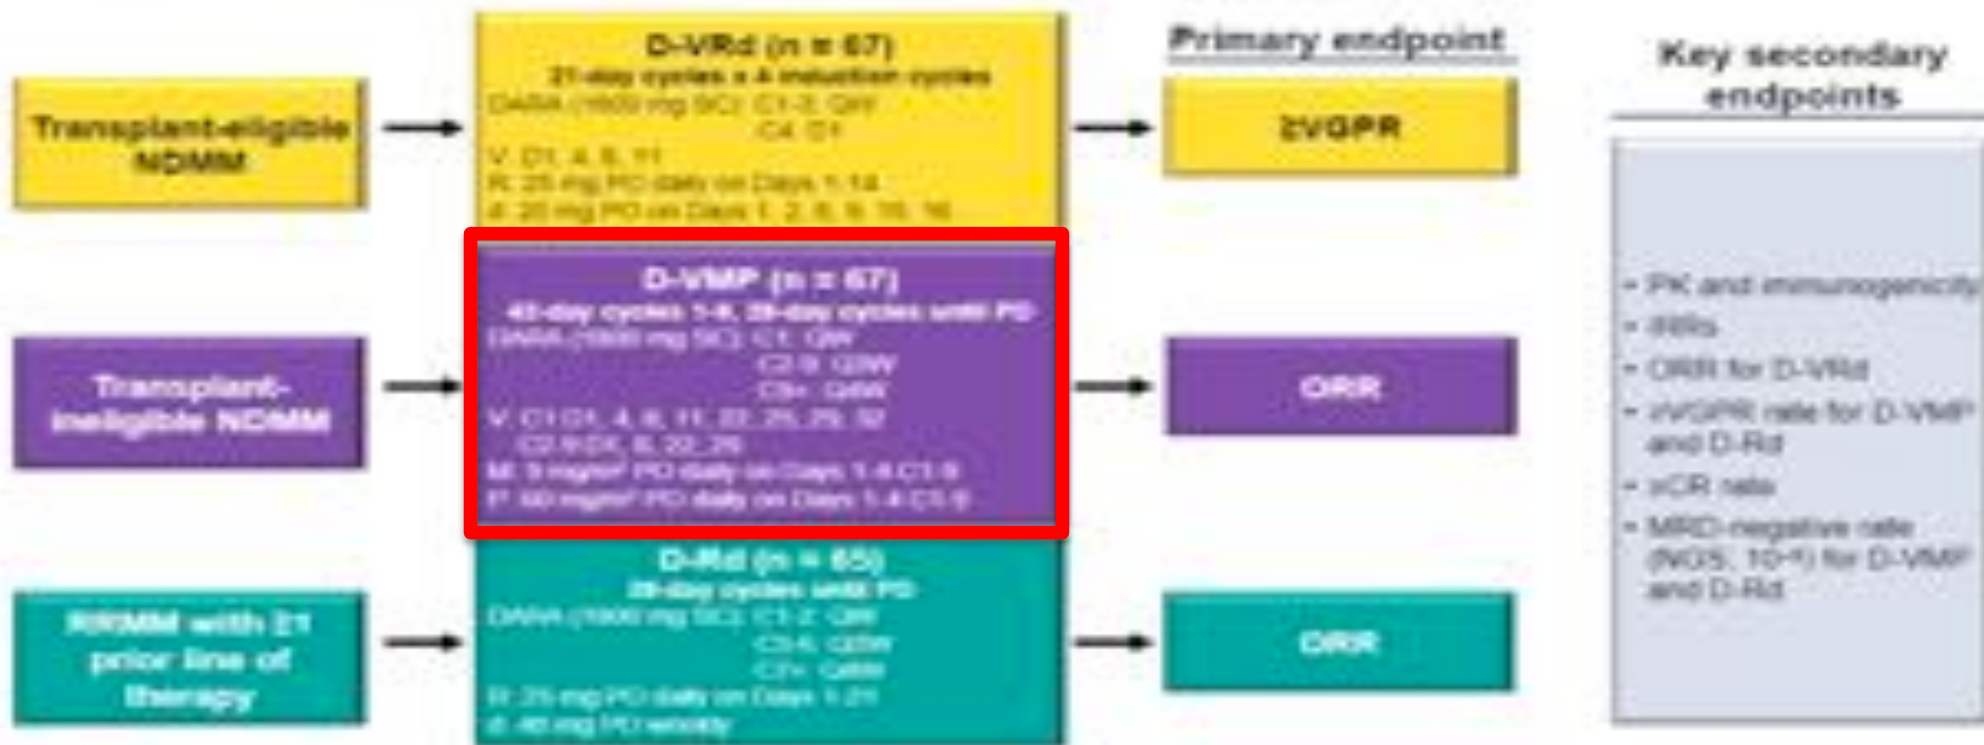 Transplant-eligible
NDMM
D-VRd (n = 67)
21-day cycles x 4 induction cycles
DARA (1800 mg SC): C1-3: QW
C4: D1
V: D1, 4, 8, 11
R: 25 mg PO daily on Days 1-14
d: 20 mg PO on Days 1, 2, 8, 9, 15, 16
Primary endpoint
≥VGPR
Transplant-
ineligible NDMM
D-VMP (n = 67)
42-day cycles 1-9, 28-day cycles until PD
DARA (1800 mg SC): C1: QW
C2-9: Q3W
C9+: Q4W
V: C1 D1, 4, 8, 11, 22, 25, 29, 32
C2-9 D1, 8, 22, 29
M: 9 mg/m² PO daily on Days 1-4 C1-9
P: 60 mg/m² PO daily on Days 1-4 C1-9
ORR
RRMM with ≥1
prior line of
therapy
D-Rd (n = 65)
28-day cycles until PD
DARA (1800 mg SC): C1-2: QW
C3-6: Q2W
C7+: Q4W
R: 25 mg PO daily on Days 1-21
d: 40 mg PO weekly
ORR
Key secondary
endpoints
• PK and immunogenicity
• IRRs
• ORR for D-VRd
• ≥VGPR rate for D-VMP
and D-Rd
• ≥CR rate
• MRD-negative rate
(NGS; 10⁻⁵) for D-VMP
and D-Rd